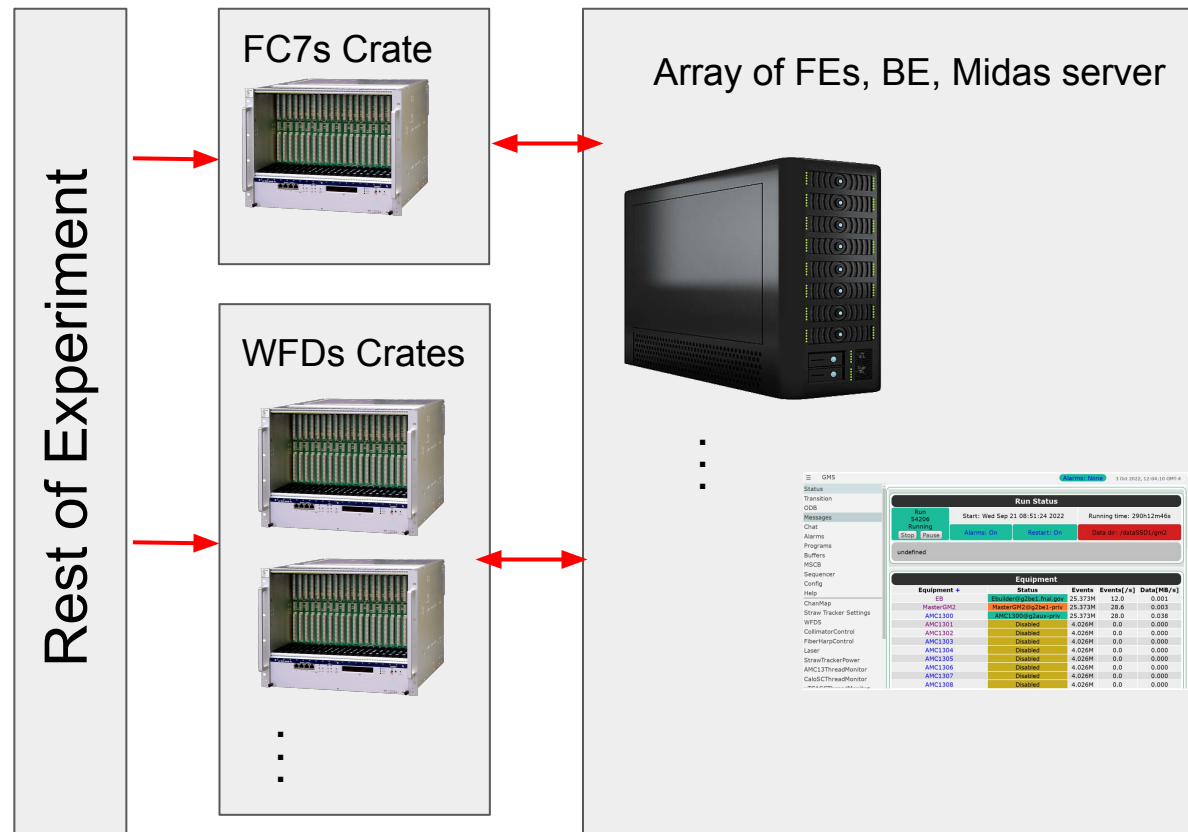 Rest of Experiment
FC7s Crate
WFDs Crates
Array of FEs, BE, Midas server
☰ GMS
Alarms: None 3 Oct 2022, 12:04:10 GMT-4
Status
Transition
ODB
Messages
Chat
Alarms
Programs
Buffers
MSCB
Sequencer
Config
Help
ChanMap
Straw Tracker Settings
WFDS
CollimatorControl
FiberHarpControl
Laser
StrawTrackerPower
AMC13ThreadMonitor
CaloSCThreadMonitor
Run Status
Run
54206
Running
Stop Pause
Start: Wed Sep 21 08:51:24 2022 Running time: 290h12m46s
Alarms: On Restart: On Data dir: /dataSSD1/gm2
undefined
Equipment
Equipment + Status Events Events[/s] Data[MB/s]
EB Ebuilder@g2be1.fnal.gov 25.373M 12.0 0.001
MasterGM2 MasterGM2@g2be1-priv 25.373M 28.6 0.003
AMC1300 AMC1300@g2aux-priv 25.373M 28.0 0.038
AMC1301 Disabled 4.026M 0.0 0.000
AMC1302 Disabled 4.026M 0.0 0.000
AMC1303 Disabled 4.026M 0.0 0.000
AMC1304 Disabled 4.026M 0.0 0.000
AMC1305 Disabled 4.026M 0.0 0.000
AMC1306 Disabled 4.026M 0.0 0.000
AMC1307 Disabled 4.026M 0.0 0.000
AMC1308 Disabled 4.026M 0.0 0.000